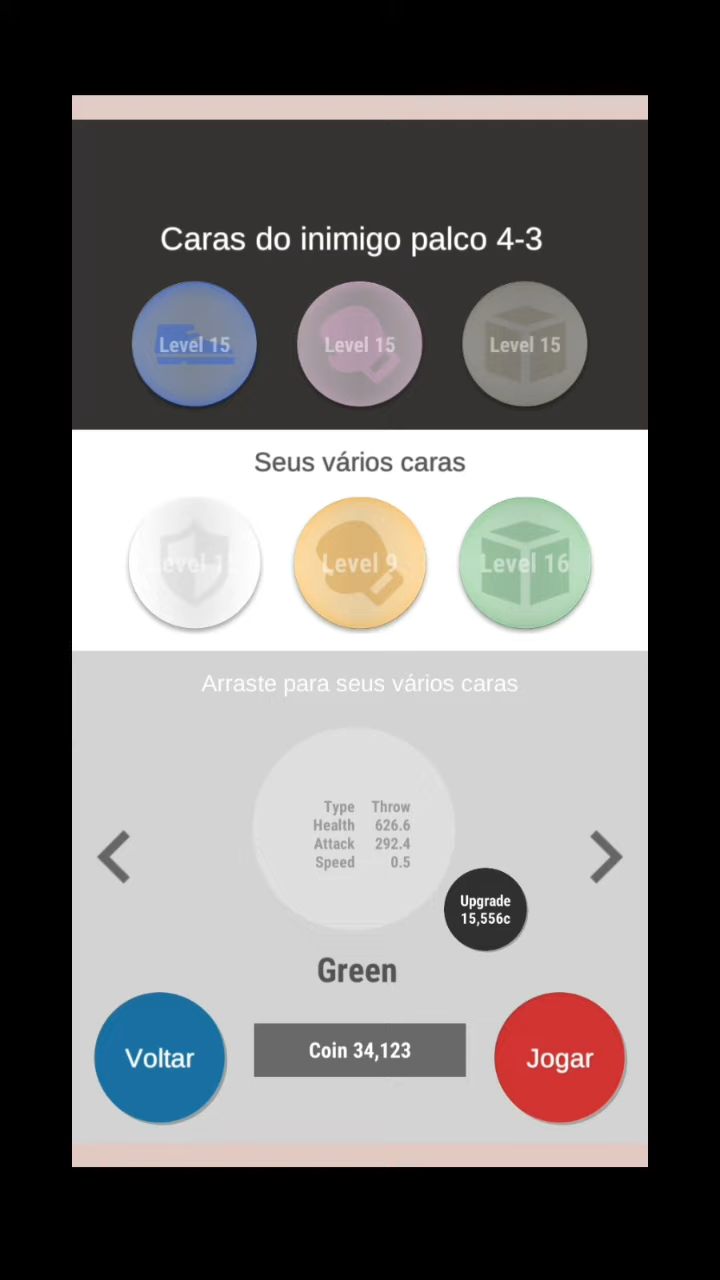 Caras do inimigo palco 4-3
Level 15 Level 15 Level 15
Seus vários caras
Level 9 Level 16
Arraste para seus vários caras
Type Throw
Health 626.6
Attack 292.4
Speed 0.5
Upgrade
15,556c
Green
Voltar Coin 34,123 Jogar